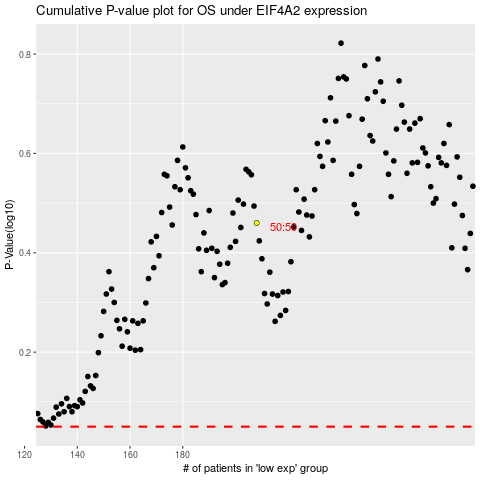 Cumulative P-value plot for OS under EIF4A2 expression
P-Value(log10)
0.8
0.6
0.4
0.2
50:50
120 140 160 180
# of patients in 'low exp' group